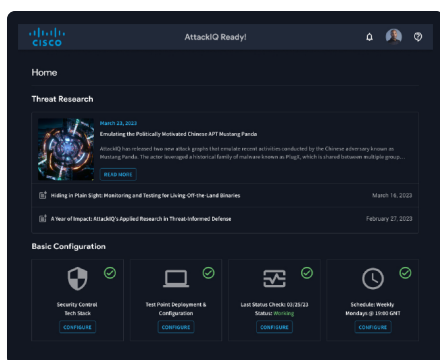 CISCO
AttackIQ Ready!
Home
Threat Research
March 23, 2023
Emulating the Politically Motivated Chinese APT Mustang Panda
AttackIQ has released two new attack graphs that emulate recent activities conducted by the Chinese adversary known as
Mustang Panda. The actor leveraged a historical family of malware known as PlugX, which is shared between multiple group...
READ MORE
Hiding in Plain Sight: Monitoring and Testing for Living-Off-the-Land Binaries
March 16, 2023
A Year of Impact: AttackIQ's Applied Research in Threat-Informed Defense
February 27, 2023
Basic Configuration
Security Control
Tech Stack
CONFIGURE
Test Point Deployment &
Configuration
CONFIGURE
Last Status Check: 03/25/23
Status: Working
CONFIGURE
Schedule: Weekly
Mondays @ 19:00 GMT
CONFIGURE